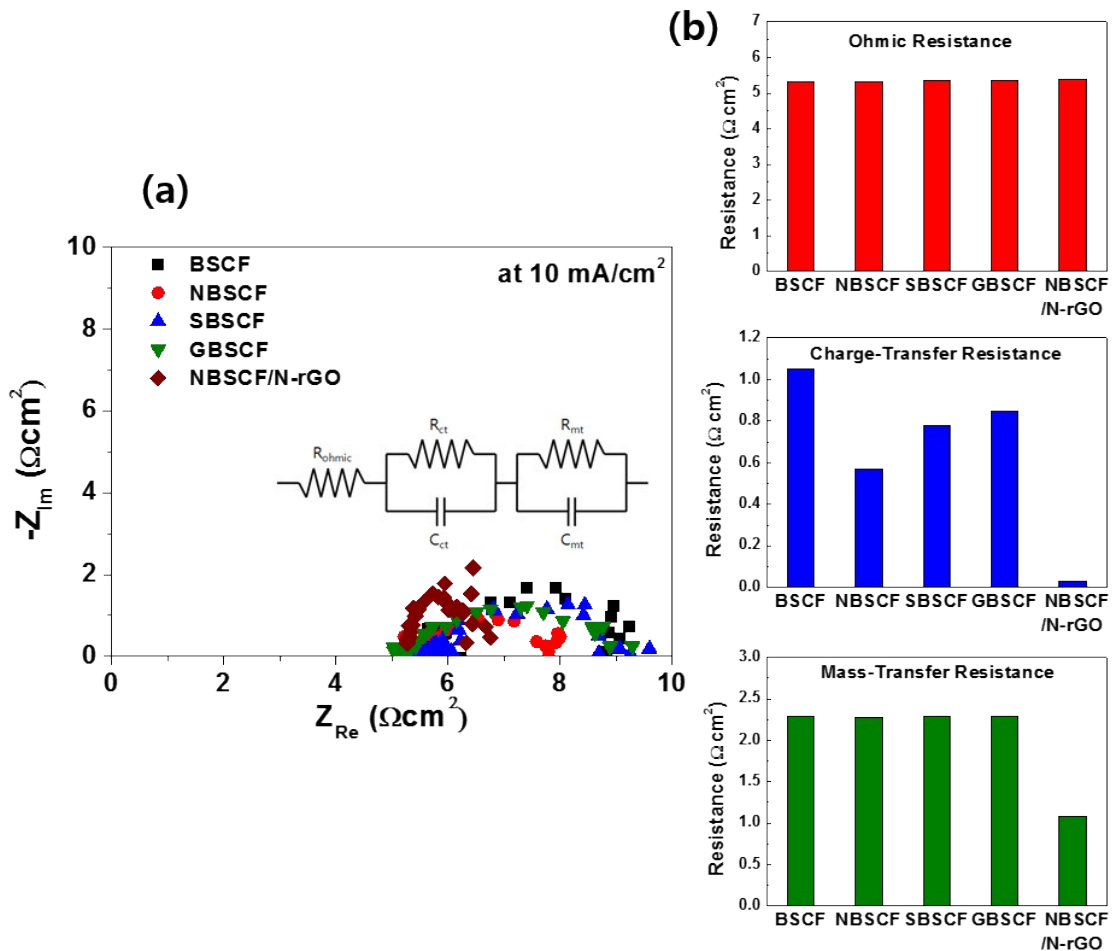 (a)
10
8
6
4
2
0
-Z_Im (Ωcm²)
BSCF
NBSCF
SBSCF
GBSCF
NBSCF/N-rGO
at 10 mA/cm²
R_ohmic
R_ct
R_mt
C_ct
C_mt
0 2 4 6 8 10
Z_Re (Ωcm²)
(b)
Ohmic Resistance
7
6
5
4
3
2
1
0
Resistance (Ω cm²)
BSCF NBSCF SBSCF GBSCF NBSCF
/N-rGO
Charge-Transfer Resistance
1.2
1.0
0.8
0.6
0.4
0.2
0.0
Resistance (Ω cm²)
BSCF NBSCF SBSCF GBSCF NBSCF
/N-rGO
Mass-Transfer Resistance
3.0
2.5
2.0
1.5
1.0
0.5
0.0
Resistance (Ω cm²)
BSCF NBSCF SBSCF GBSCF NBSCF
/N-rGO